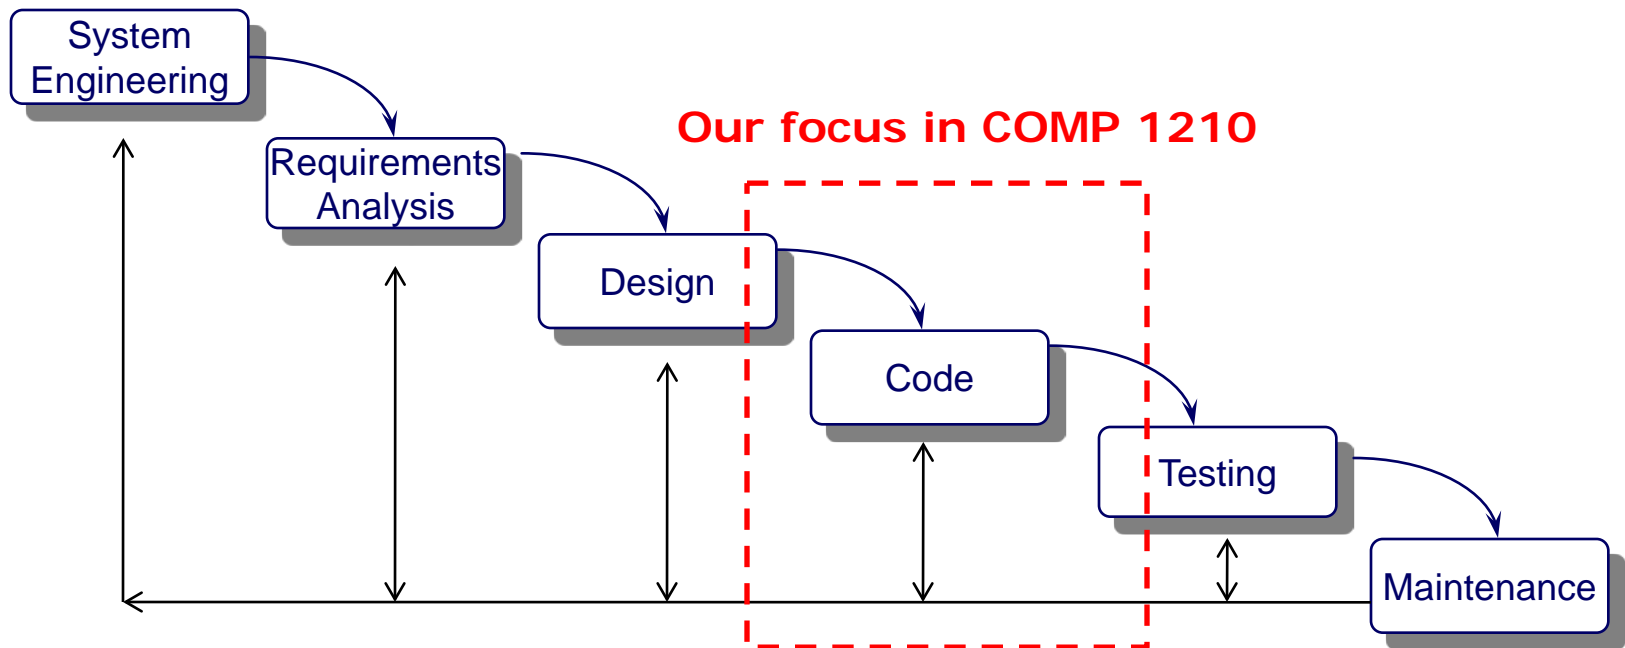 System
Engineering
Our focus in COMP 1210
Requirements
Analysis
Design
Code
Testing
Maintenance